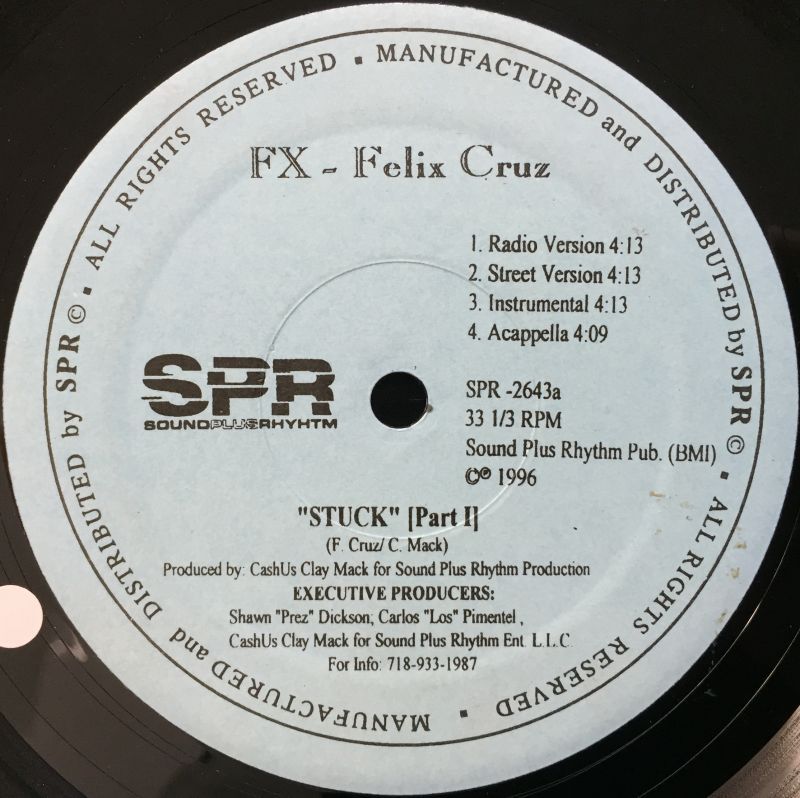 FX - Felix Cruz
1. Radio Version 4:13
2. Street Version 4:13
3. Instrumental 4:13
4. Acappella 4:09
SPR
SOUNDPLUSRHYHTM
SPR -2643a
33 1/3 RPM
Sound Plus Rhythm Pub. (BMI)
©℗ 1996
"STUCK" [Part I]
(F. Cruz/ C. Mack)
Produced by: CashUs Clay Mack for Sound Plus Rhythm Production
EXECUTIVE PRODUCERS:
Shawn "Prez" Dickson, Carlos "Los" Pimentel,
CashUs Clay Mack for Sound Plus Rhythm Ent. L.L.C.
For Info: 718-933-1987
MANUFACTURED and DISTRIBUTED by SPR © ▪ ALL RIGHTS RESERVED ▪ MANUFACTURED and DISTRIBUTED by SPR © ▪ ALL RIGHTS RESERVED ▪